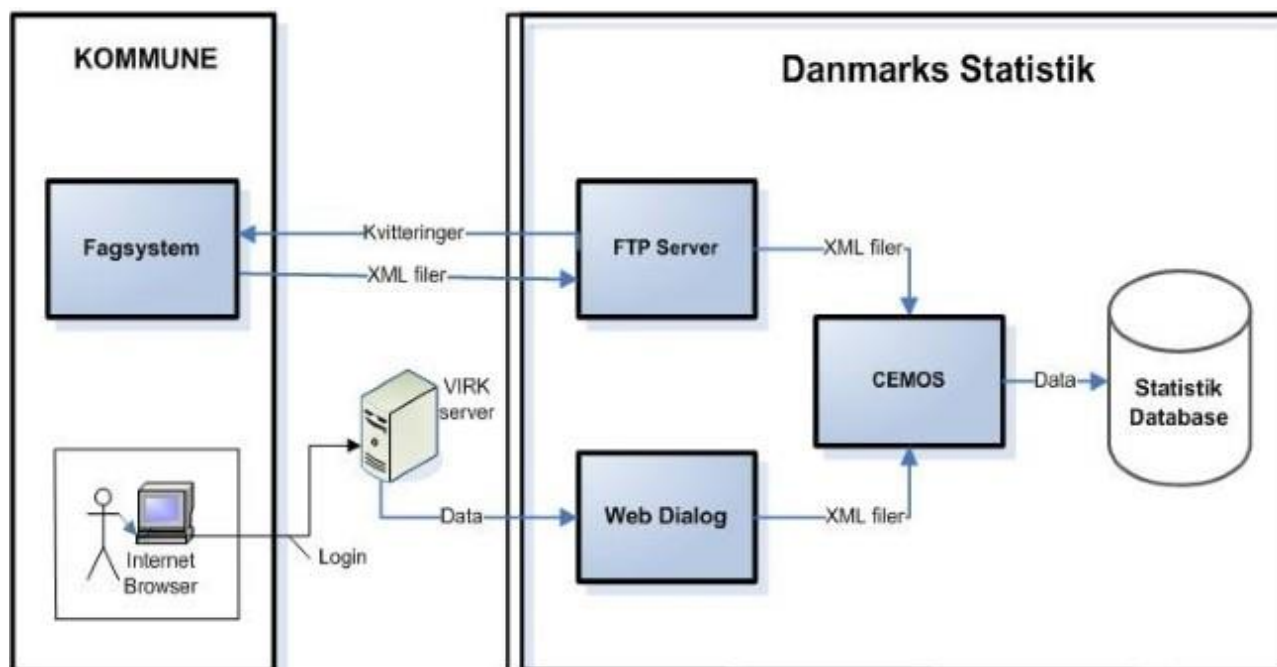 KOMMUNE
Danmarks Statistik
Fagsystem
Kvitteringer
XML filer
FTP Server
XML filer
CEMOS
Data
Statistik
Database
VIRK
server
Internet
Browser
Login
Data
Web Dialog
XML filer